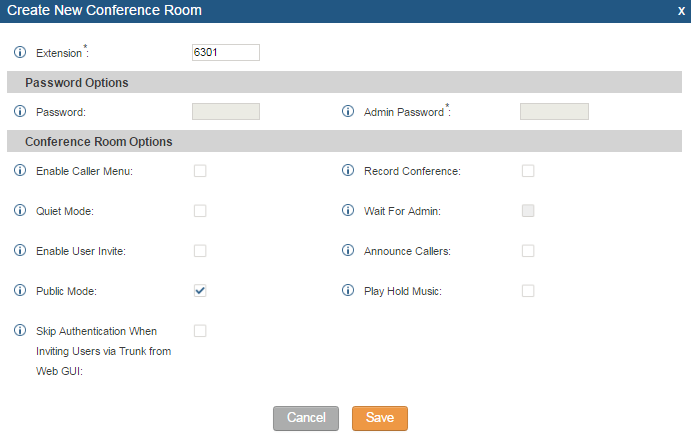 Create New Conference Room X
Extension*: 6301
Password Options
Password: Admin Password*:
Conference Room Options
Enable Caller Menu: Record Conference:
Quiet Mode: Wait For Admin:
Enable User Invite: Announce Callers:
Public Mode: Play Hold Music:
Skip Authentication When
Inviting Users via Trunk from
Web GUI:
Cancel Save